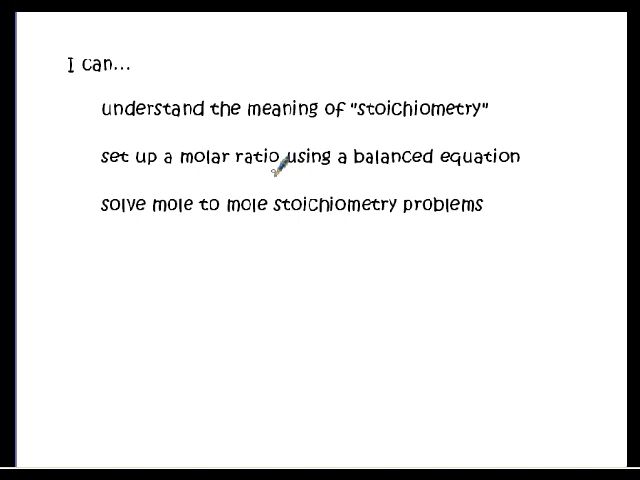 I can...
understand the meaning of "stoichiometry"
set up a molar ratio using a balanced equation
solve mole to mole stoichiometry problems